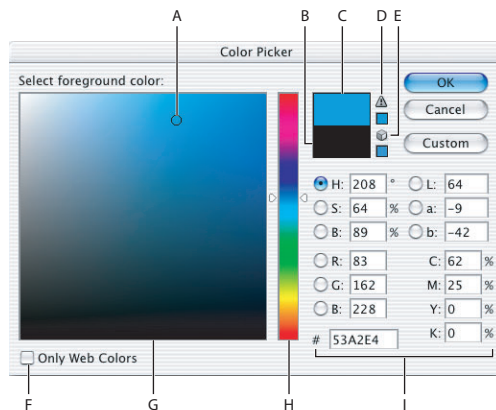 A B C D E
Color Picker
Select foreground color:
OK
Cancel
Custom
H: 208 ° L: 64
S: 64 % a: -9
B: 89 % b: -42
R: 83 C: 62 %
G: 162 M: 25 %
B: 228 Y: 0 %
# 53A2E4 K: 0 %
Only Web Colors
F G H I